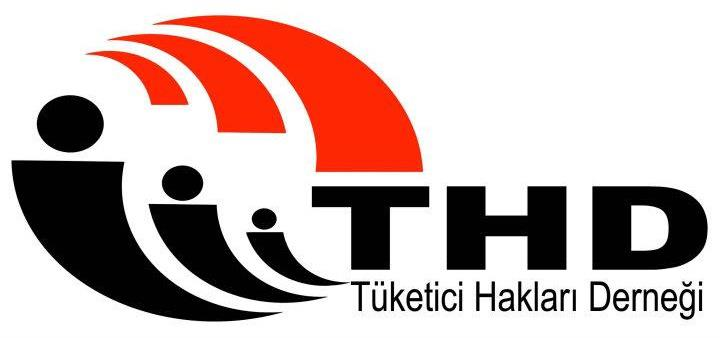 THD
Tüketici Hakları Derneği